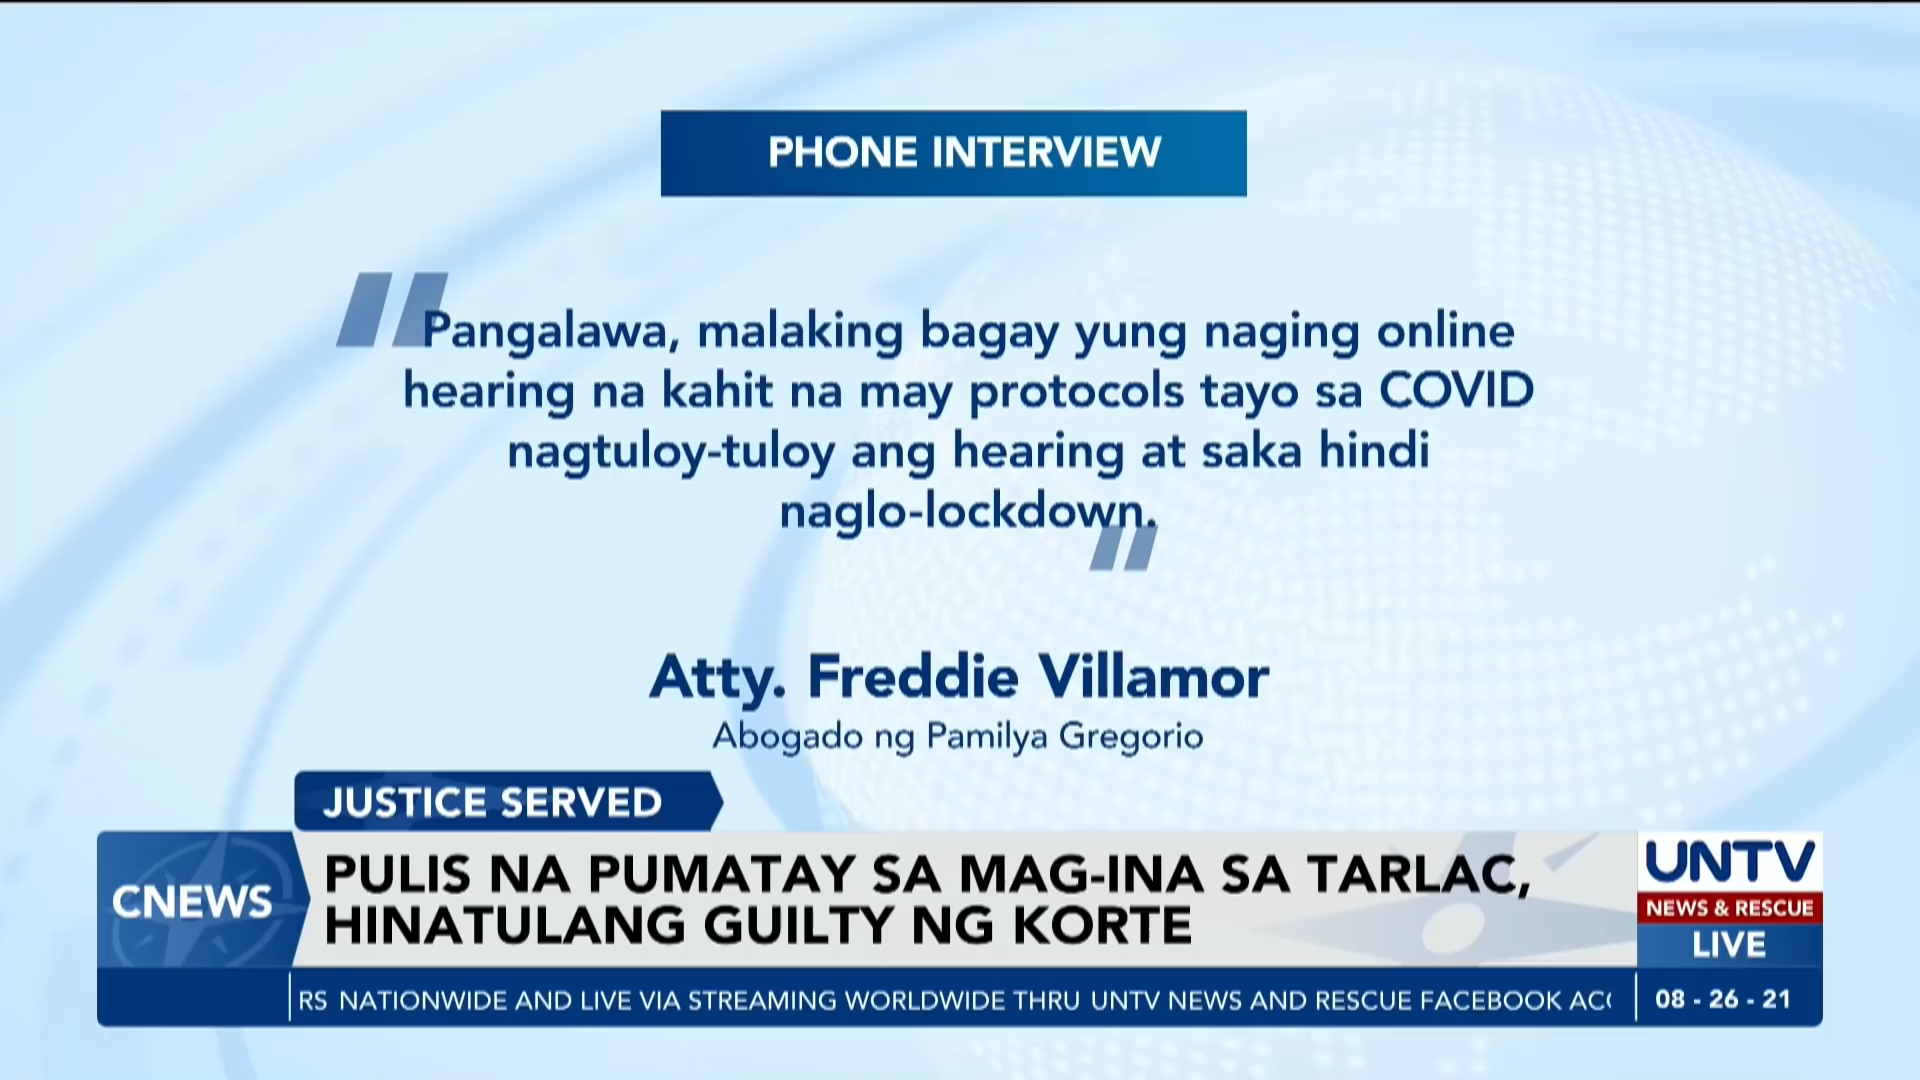 PHONE INTERVIEW
"Pangalawa, malaking bagay yung naging online
hearing na kahit na may protocols tayo sa COVID
nagtuloy-tuloy ang hearing at saka hindi
naglo-lockdown."
Atty. Freddie Villamor
Abogado ng Pamilya Gregorio
JUSTICE SERVED
CNEWS
PULIS NA PUMATAY SA MAG-INA SA TARLAC,
HINATULANG GUILTY NG KORTE
UNTV
NEWS & RESCUE
LIVE
RS NATIONWIDE AND LIVE VIA STREAMING WORLDWIDE THRU UNTV NEWS AND RESCUE FACEBOOK
08 - 26 - 21